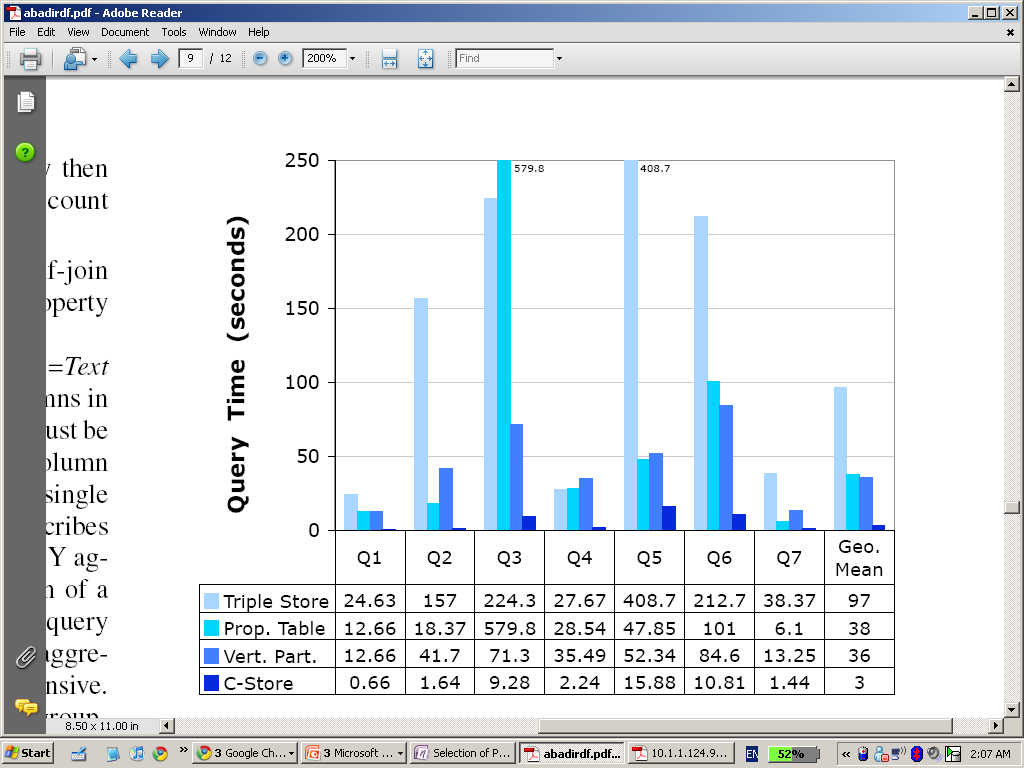 abadirdf.pdf - Adobe Reader
File Edit View Document Tools Window Help
9 / 12 200% Find
then
count
f-join
operty
=Text
mns in
ust be
olumn
single
cribes
Y ag-
n of a
query
aggre-
nsive.
group
Query Time (seconds)
250
200
150
100
50
0
579.8
408.7
Q1 Q2 Q3 Q4 Q5 Q6 Q7 Geo. Mean
Triple Store 24.63 157 224.3 27.67 408.7 212.7 38.37 97
Prop. Table 12.66 18.37 579.8 28.54 47.85 101 6.1 38
Vert. Part. 12.66 41.7 71.3 35.49 52.34 84.6 13.25 36
C-Store 0.66 1.64 9.28 2.24 15.88 10.81 1.44 3
8.50 x 11.00 in
Start 3 Google Ch... 3 Microsoft ... Selection of P... abadirdf.pdf... 10.1.1.124.9... EN 52% 2:07 AM